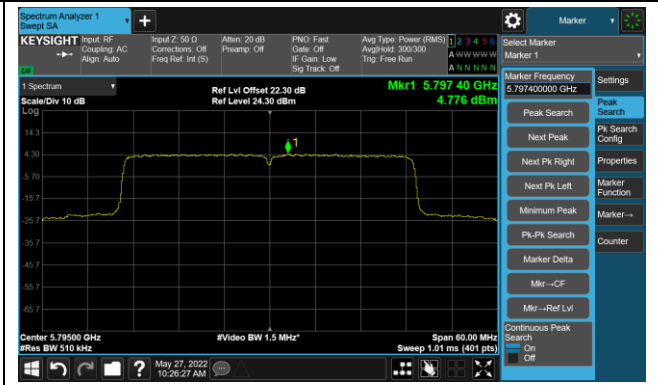 Spectrum Analyzer 1
Swept SA
Marker
KEYSIGHT
Input: RF
Coupling: AC
Align: Auto
Input Z: 50 Ω
Corrections: Off
Freq Ref: Int (S)
Atten: 20 dB
Preamp: Off
PNO: Fast
Gate: Off
IF Gain: Low
Sig Track: Off
Avg Type: Power (RMS)
Avg|Hold: 300/300
Trig: Free Run
1 2 3 4 5 6
A W W W W W
A N N N N N
LXI
Select Marker
Marker 1
1 Spectrum
Scale/Div 10 dB
Log
Ref Lvl Offset 22.30 dB
Ref Level 24.30 dBm
Mkr1 5.797 40 GHz
4.776 dBm
1
14.3
4.30
-5.70
-15.7
-25.7
-35.7
-45.7
-55.7
-65.7
Center 5.79500 GHz
#Res BW 510 kHz
#Video BW 1.5 MHz*
Span 60.00 MHz
Sweep 1.01 ms (401 pts)
Marker Frequency
5.797400000 GHz
Peak Search
Next Peak
Next Pk Right
Next Pk Left
Minimum Peak
Pk-Pk Search
Marker Delta
Mkr→CF
Mkr→Ref Lvl
Continuous Peak
Search
On
Off
Settings
Peak
Search
Pk Search
Config
Properties
Marker
Function
Marker→
Counter
?
May 27, 2022
10:26:27 AM